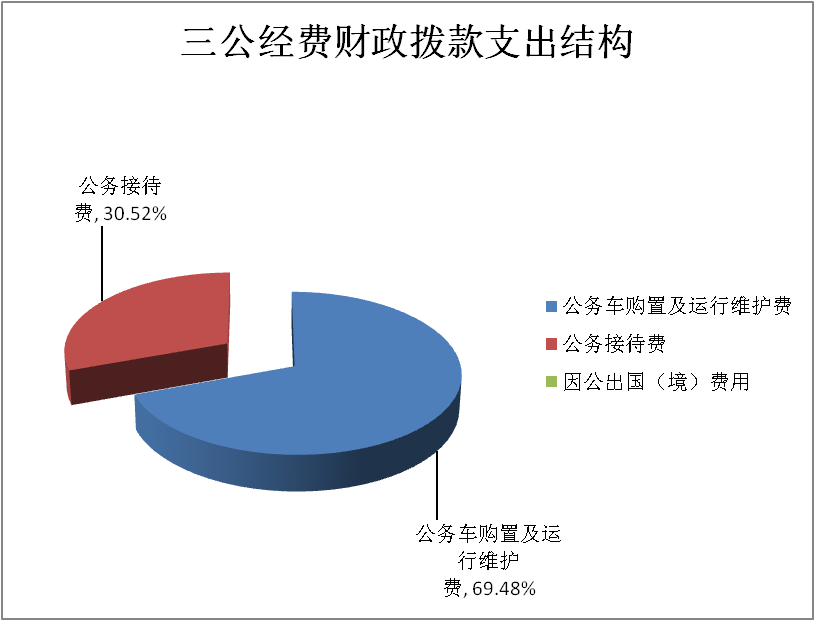 三公经费财政拨款支出结构
公务接待
费, 30.52%
公务车购置及运行维护费
公务接待费
因公出国（境）费用
公务车购置及运
行维护
费, 69.48%